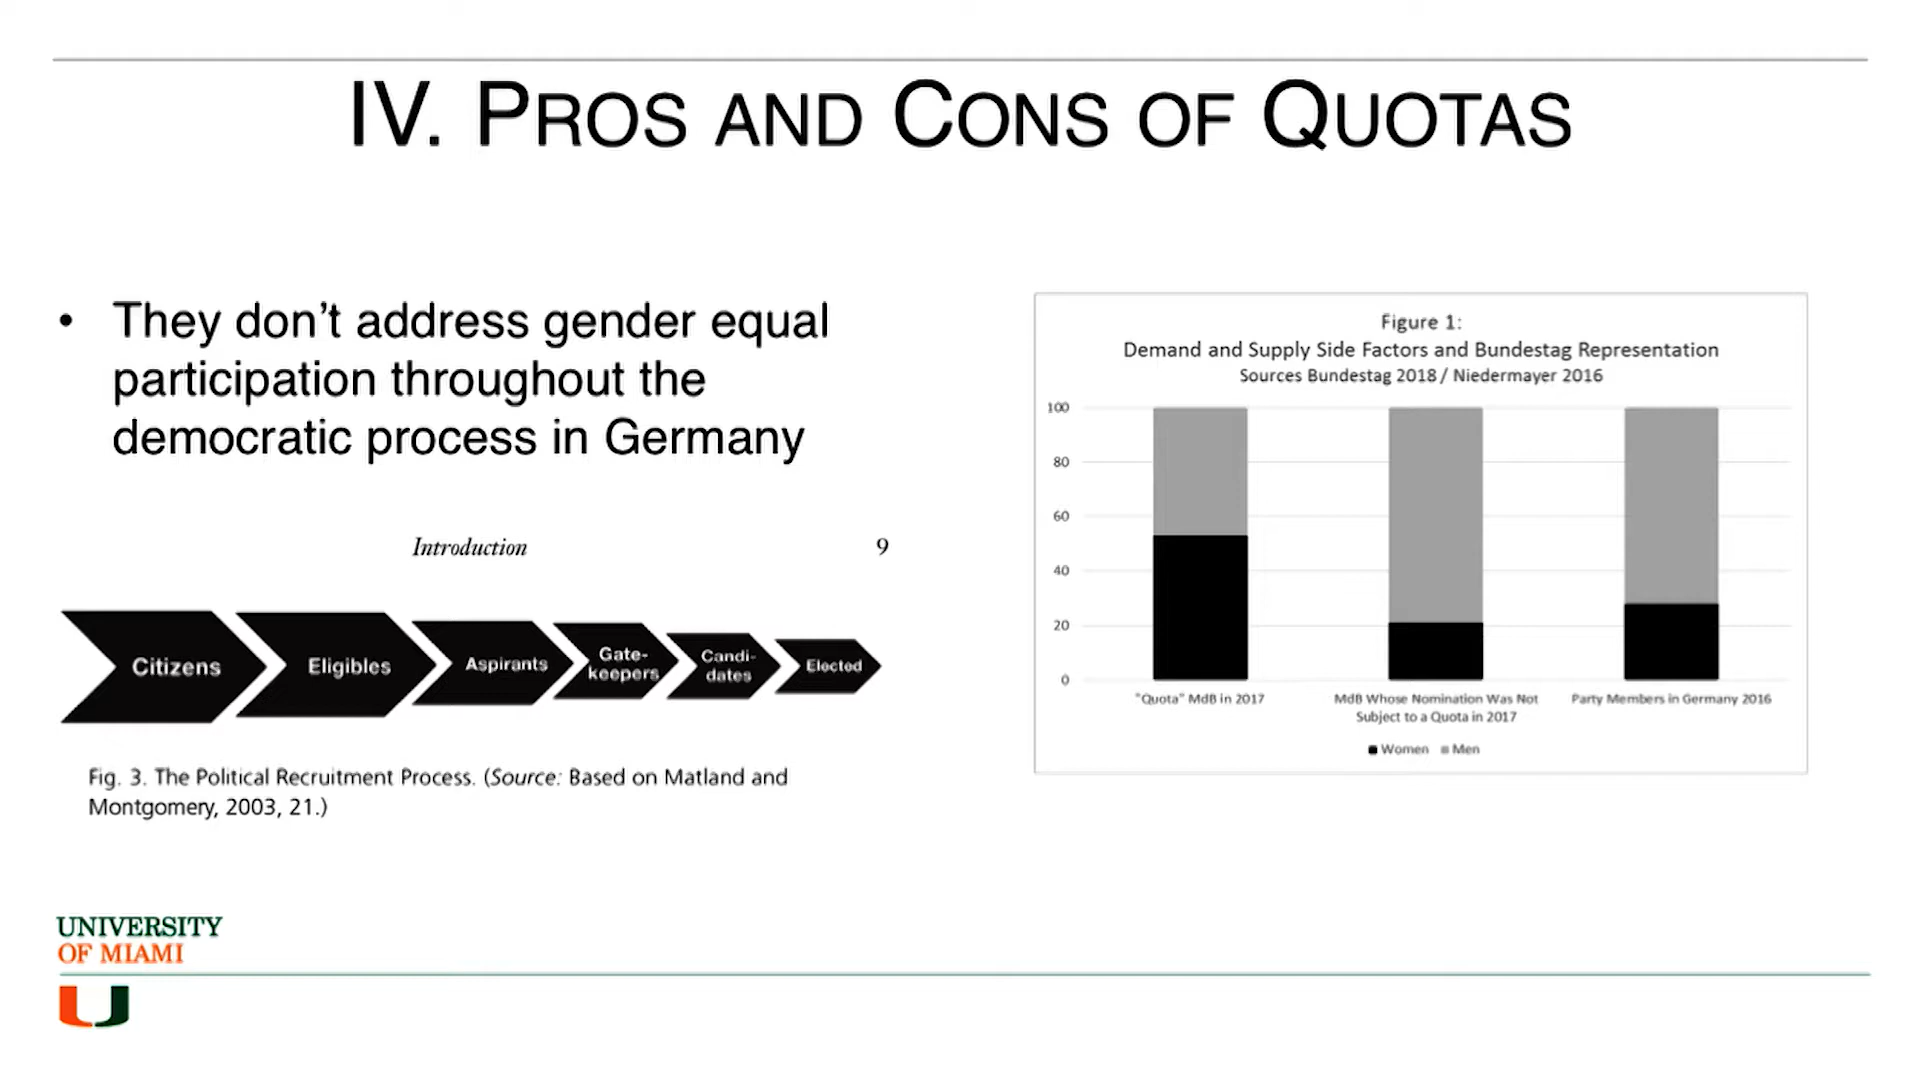 IV. PROS AND CONS OF QUOTAS
• They don't address gender equal
participation throughout the
democratic process in Germany
Introduction 9
Citizens
Eligibles
Aspirants
Gate-
keepers
Candi-
dates
Elected
Fig. 3. The Political Recruitment Process. (Source: Based on Matland and
Montgomery, 2003, 21.)
Figure 1:
Demand and Supply Side Factors and Bundestag Representation
Sources Bundestag 2018 / Niedermayer 2016
100
80
60
40
20
0
"Quota" MdB in 2017
MdB Whose Nomination Was Not
Subject to a Quota in 2017
Party Members in Germany 2016
Women Men
UNIVERSITY
OF MIAMI
U